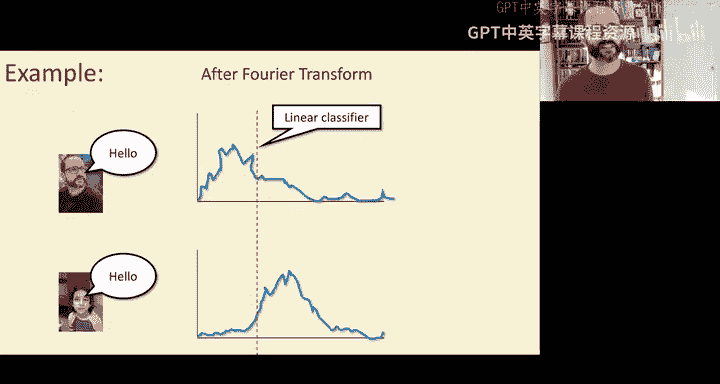 GPT中英字幕课程资源
Example:
After Fourier Transform
Linear classifier
Hello
Hello